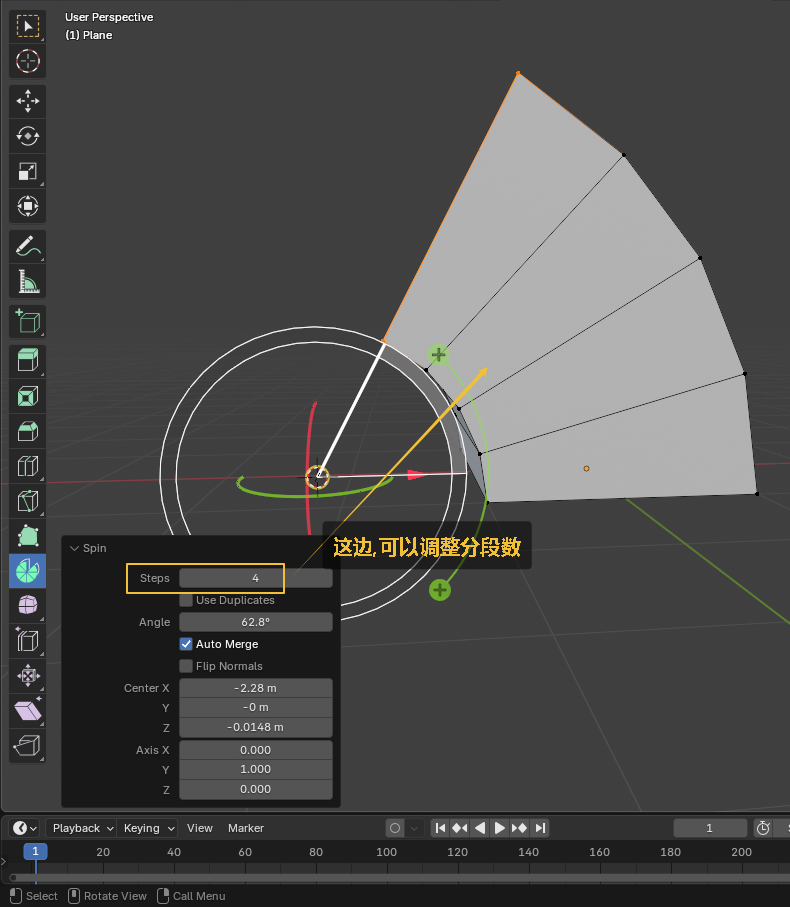 User Perspective
(1) Plane
这边,可以调整分段数
Spin
Steps 4
Use Duplicates
Angle 62.8°
Auto Merge
Flip Normals
Center X -2.28 m
Y -0 m
Z -0.0148 m
Axis X 0.000
Y 1.000
Z 0.000
Playback Keying View Marker 1
1 20 40 60 80 100 120 140 160 180 200
Select Rotate View Call Menu